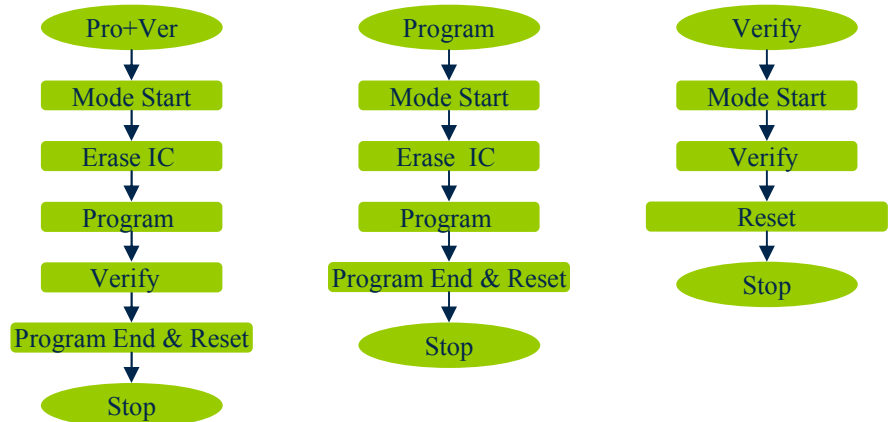 Pro+Ver
Mode Start
Erase IC
Program
Verify
Program End & Reset
Stop
Program
Mode Start
Erase IC
Program
Program End & Reset
Stop
Verify
Mode Start
Verify
Reset
Stop